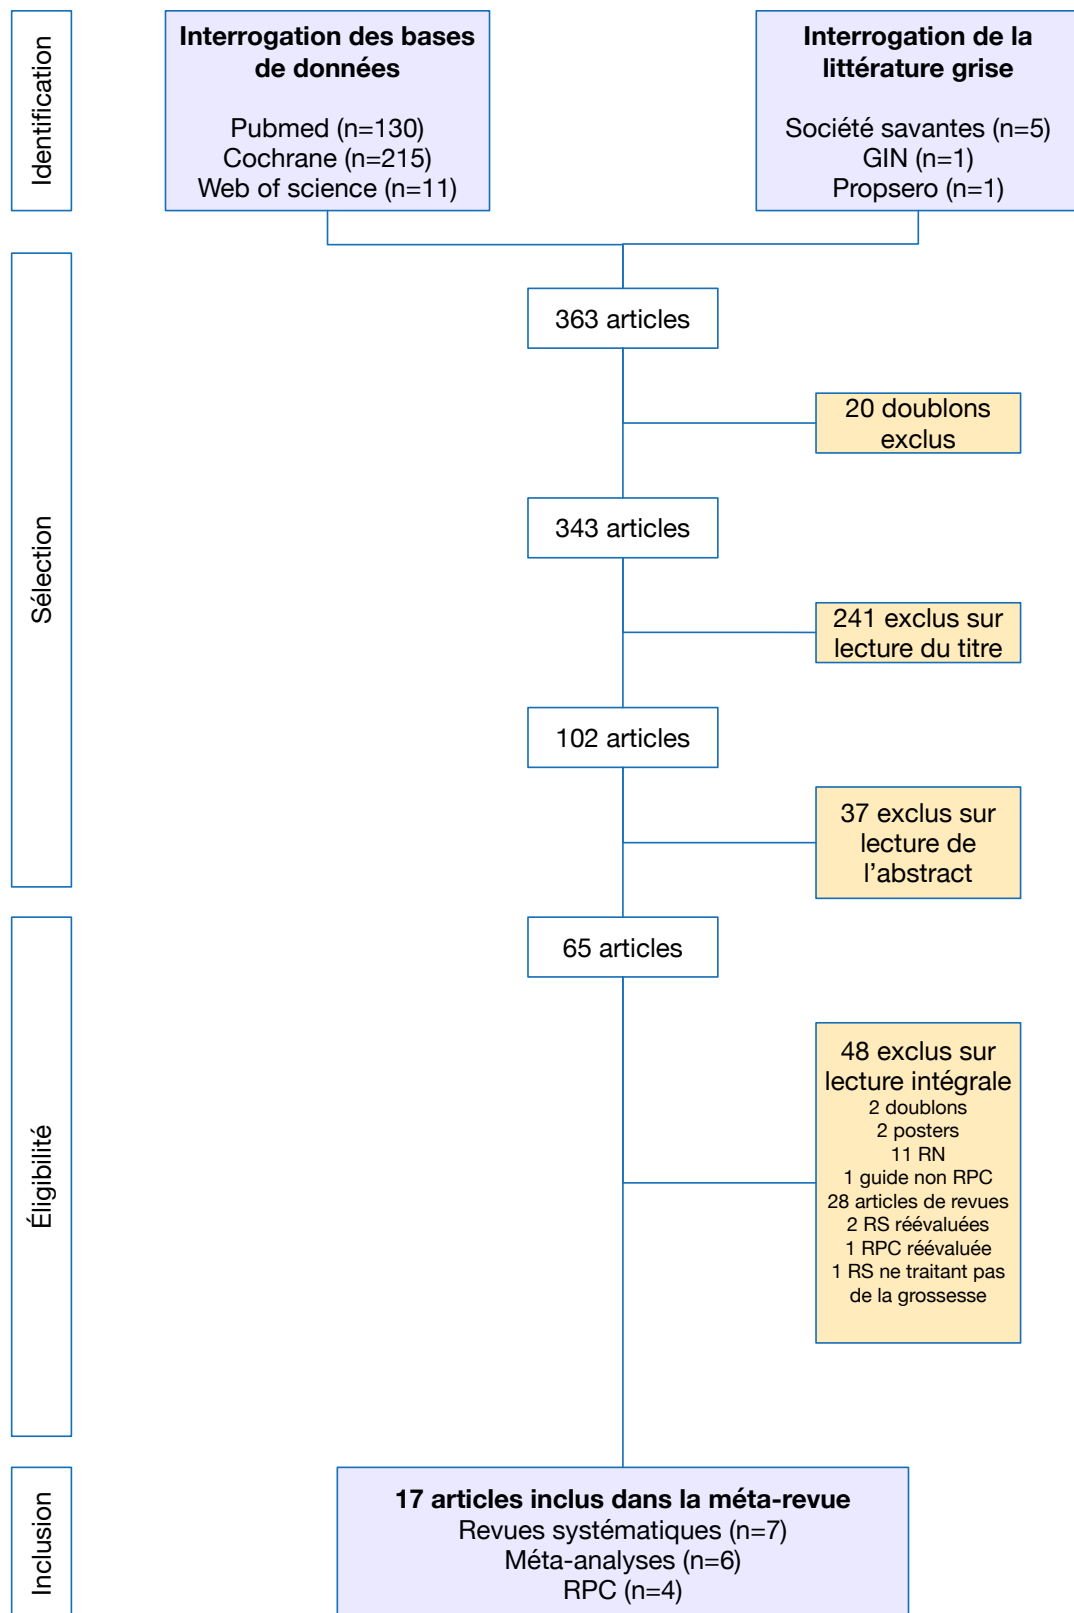 Identification
Interrogation des bases
de données
Pubmed (n=130)
Cochrane (n=215)
Web of science (n=11)
Interrogation de la
littérature grise
Société savantes (n=5)
GIN (n=1)
Propsero (n=1)
Sélection
363 articles
20 doublons
exclus
343 articles
241 exclus sur
lecture du titre
102 articles
37 exclus sur
lecture de
l’abstract
Éligibilité
65 articles
48 exclus sur
lecture intégrale
2 doublons
2 posters
11 RN
1 guide non RPC
28 articles de revues
2 RS réévaluées
1 RPC réévaluée
1 RS ne traitant pas
de la grossesse
Inclusion
17 articles inclus dans la méta-revue
Revues systématiques (n=7)
Méta-analyses (n=6)
RPC (n=4)